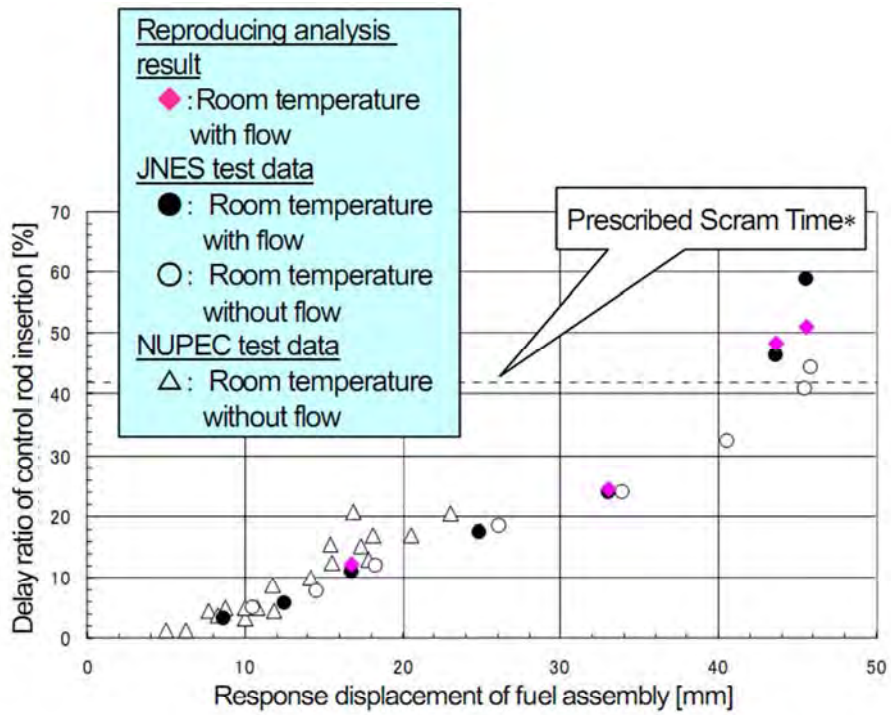 Reproducing analysis
result
◆: Room temperature
with flow
JNES test data
●: Room temperature
with flow
○: Room temperature
without flow
NUPEC test data
△: Room temperature
without flow
Prescribed Scram Time*
Delay ratio of control rod insertion [%]
70
60
50
40
30
20
10
0
0 10 20 30 40 50
Response displacement of fuel assembly [mm]